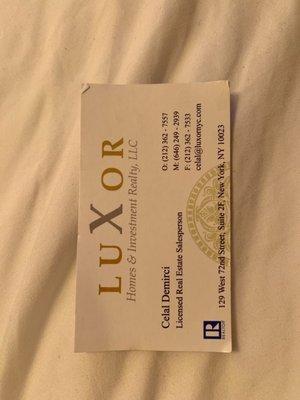 LUXOR
Homes & Investment Realty, LLC
Celal Demirci
Licensed Real Estate Salesperson
O: (212) 362 - 7557
M: (646) 249 - 2939
F: (212) 362 - 7533
celal@luxornyc.com
129 West 72nd Street, Suite 2F, New York, NY 10023
R
REALTOR